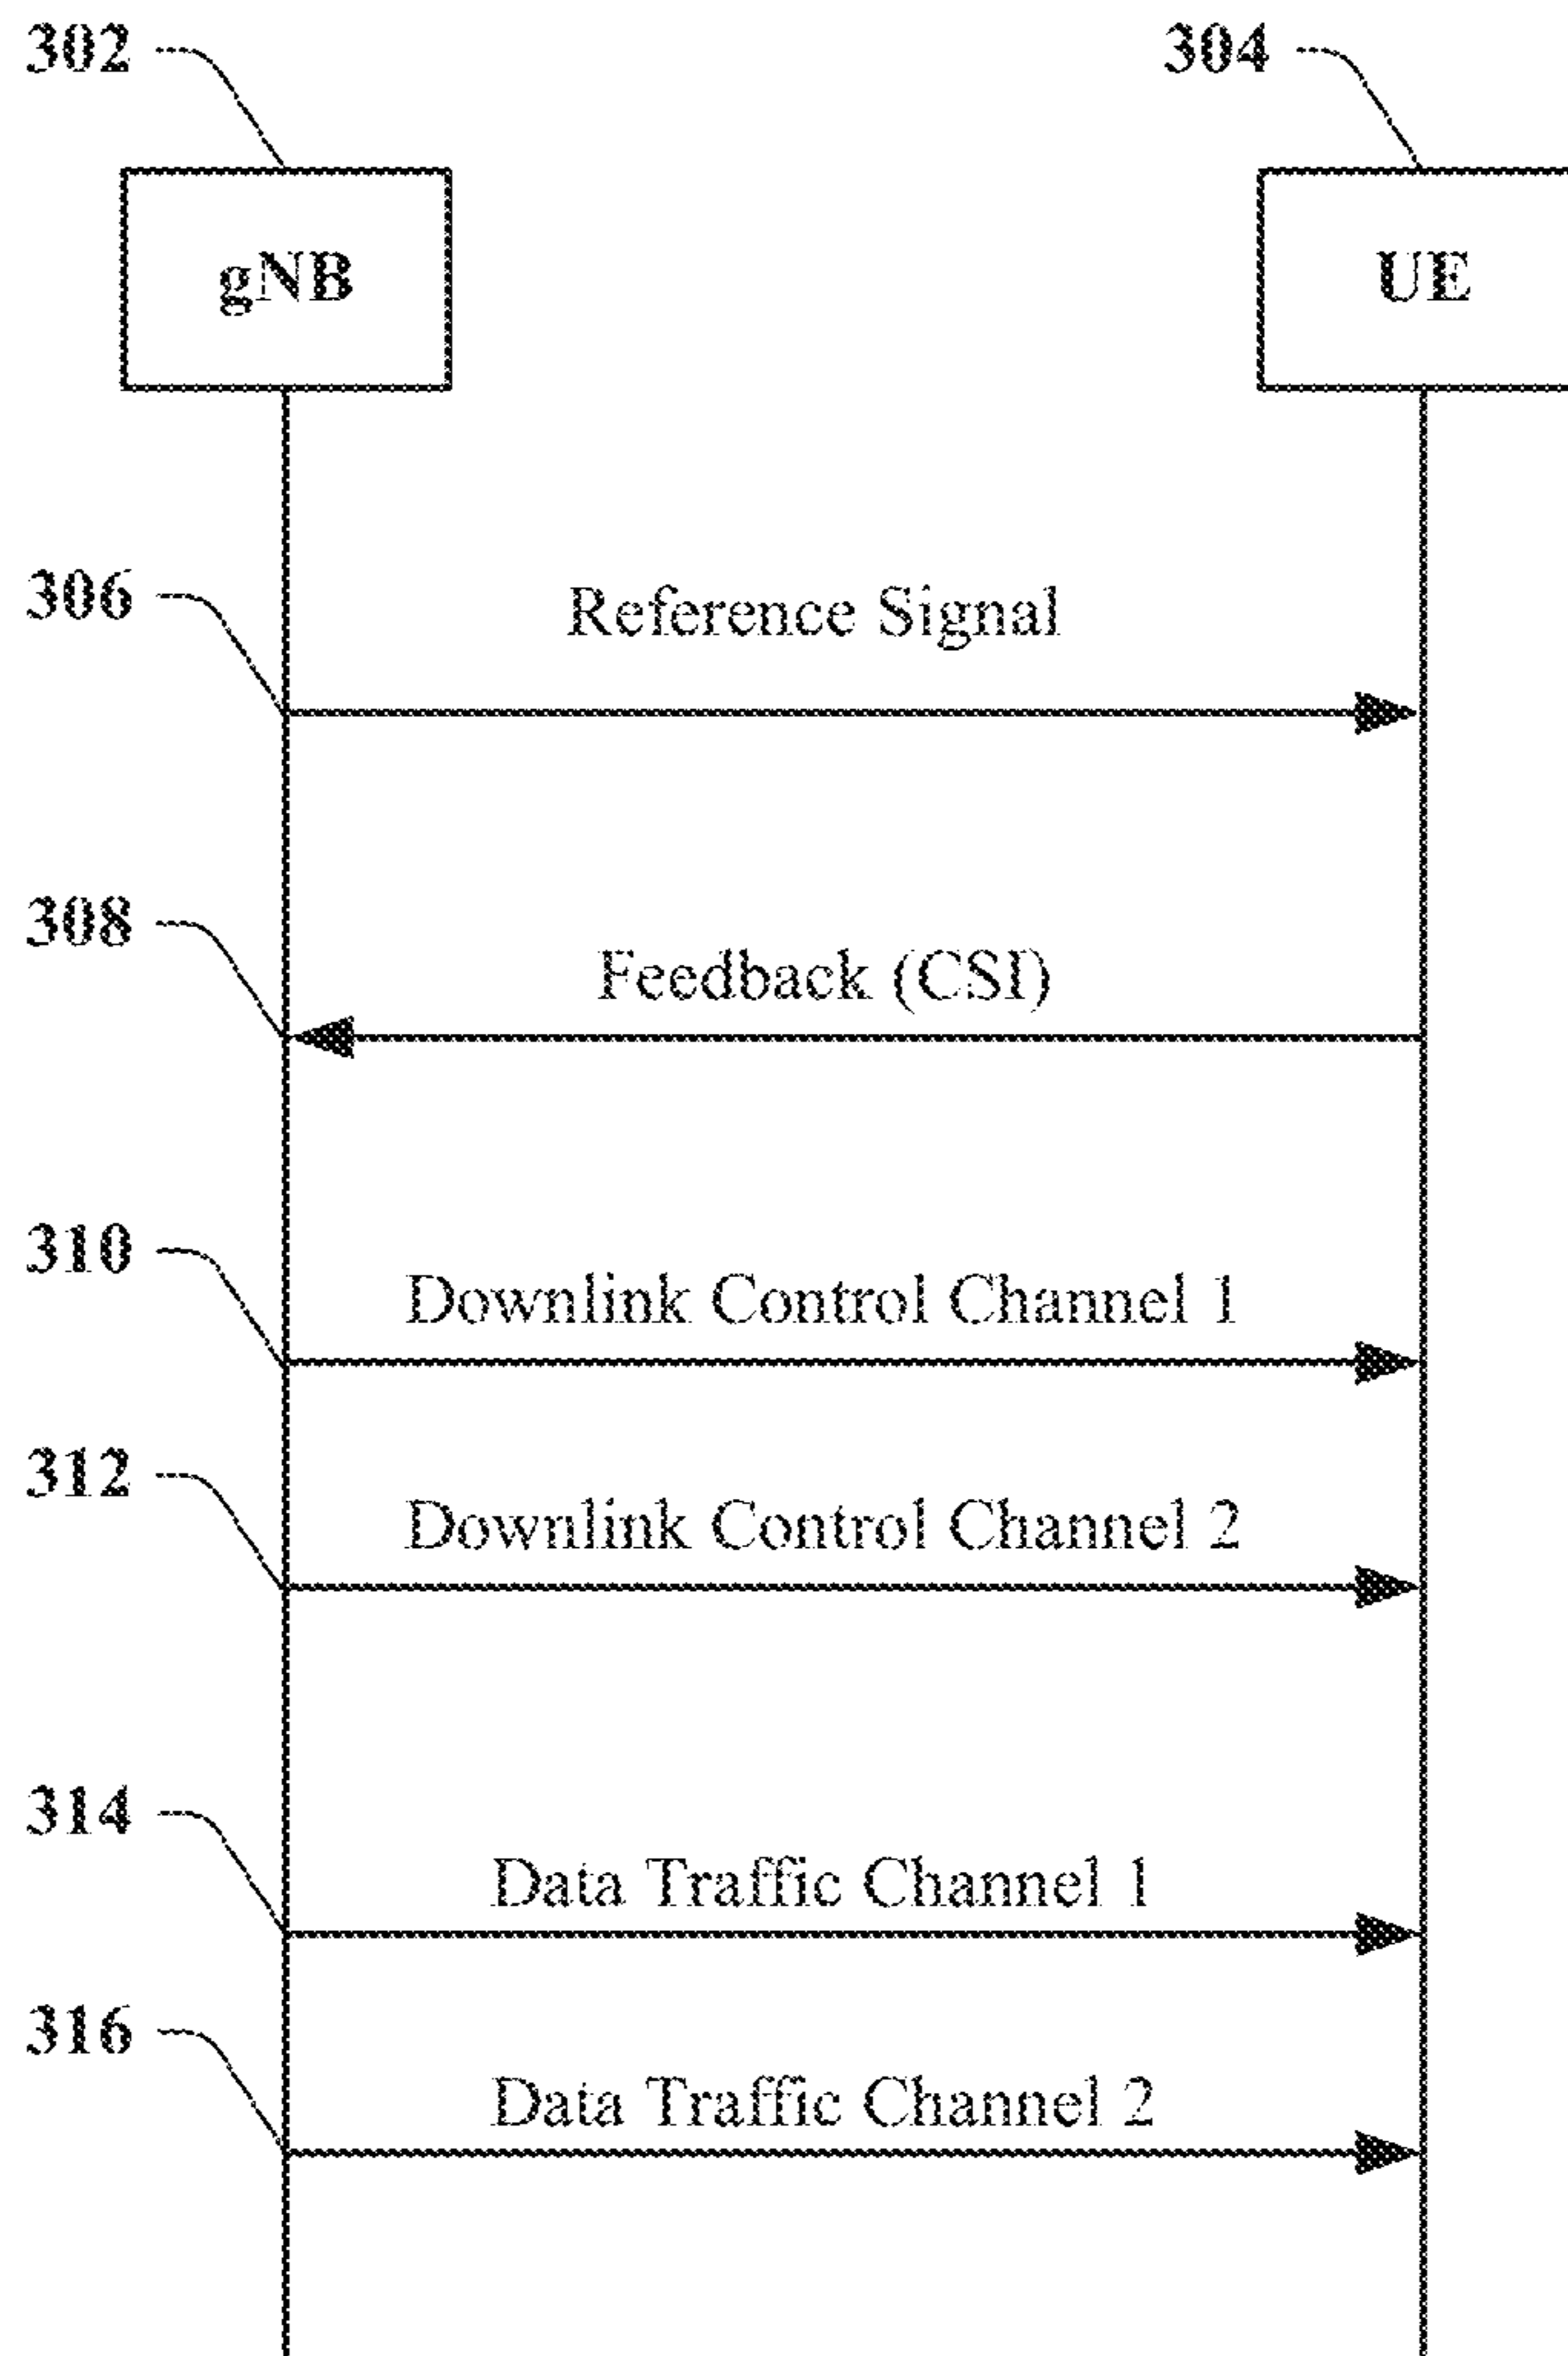 302
304
gNB
UE
306
Reference Signal
308
Feedback (CSI)
310
Downlink Control Channel 1
312
Downlink Control Channel 2
314
Data Traffic Channel 1
316
Data Traffic Channel 2